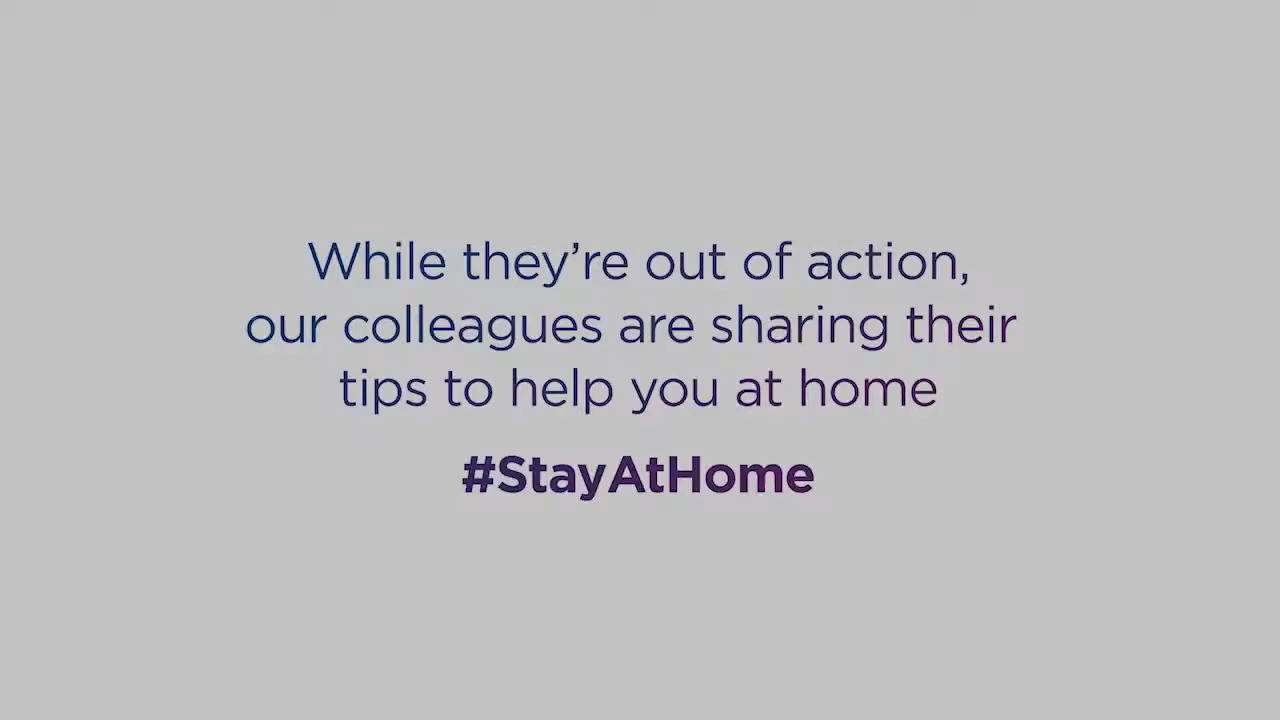 While they’re out of action,
our colleagues are sharing their
tips to help you at home
#StayAtHome